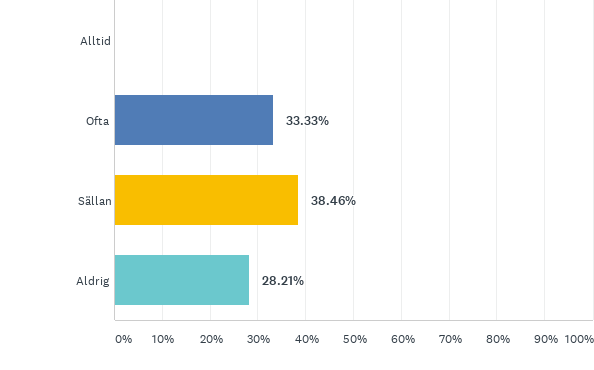 Alltid
Ofta 33.33%
Sällan 38.46%
Aldrig 28.21%
0% 10% 20% 30% 40% 50% 60% 70% 80% 90% 100%